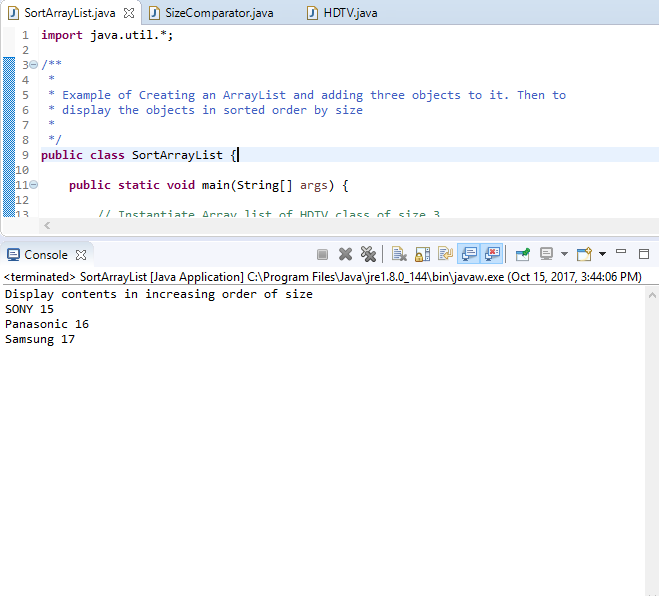 SortArrayList.java SizeComparator.java HDTV.java
1 import java.util.*;
2
3 /**
4 *
5 * Example of Creating an ArrayList and adding three objects to it. Then to
6 * display the objects in sorted order by size
7 *
8 */
9 public class SortArrayList {
10
11 public static void main(String[] args) {
12
13 // Instantiate Array list of HDTV class of size 3
Console
<terminated> SortArrayList [Java Application] C:\Program Files\Java\jre1.8.0_144\bin\javaw.exe (Oct 15, 2017, 3:44:06 PM)
Display contents in increasing order of size
SONY 15
Panasonic 16
Samsung 17